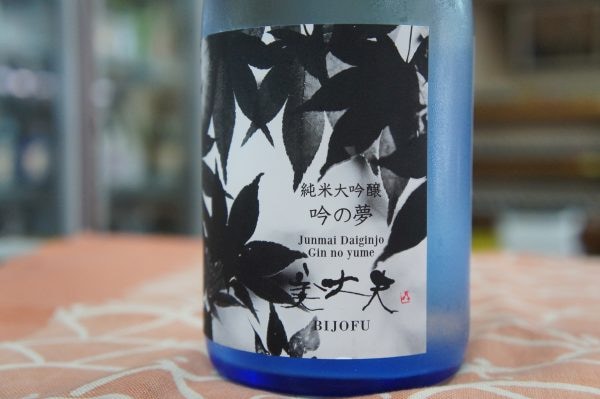 純米大吟醸
吟の夢
Junmai Daiginjo
Gin no yume
美丈夫
BIJOFU